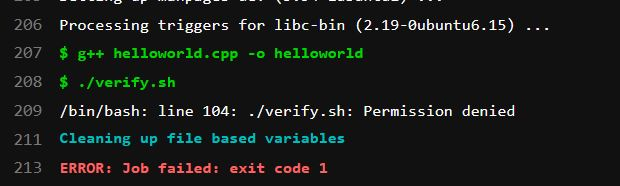 206 Processing triggers for libc-bin (2.19-0ubuntu6.15) ...
207 $ g++ helloworld.cpp -o helloworld
208 $ ./verify.sh
209 /bin/bash: line 104: ./verify.sh: Permission denied
211 Cleaning up file based variables
213 ERROR: Job failed: exit code 1